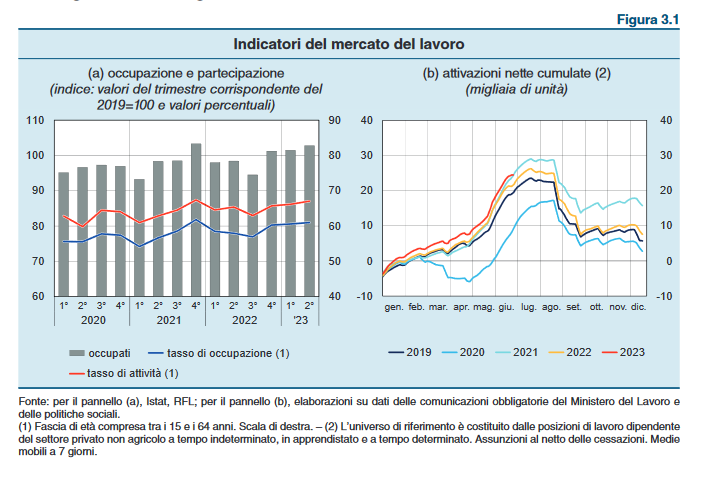 Figura 3.1
Indicatori del mercato del lavoro
(a) occupazione e partecipazione
(indice: valori del trimestre corrispondente del
2019=100 e valori percentuali)
110
100
90
80
70
60
90
80
70
60
50
40
1° 2° 3° 4° 1° 2° 3° 4° 1° 2° 3° 4° 1° 2°
2020 2021 2022 '23
occupati tasso di occupazione (1)
tasso di attività (1)
(b) attivazioni nette cumulate (2)
(migliaia di unità)
40
30
20
10
0
-10
40
30
20
10
0
-10
gen. feb. mar. apr. mag. giu. lug. ago. set. ott. nov. dic.
2019 2020 2021 2022 2023
Fonte: per il pannello (a), Istat, RFL; per il pannello (b), elaborazioni su dati delle comunicazioni obbligatorie del Ministero del Lavoro e
delle politiche sociali.
(1) Fascia di età compresa tra i 15 e i 64 anni. Scala di destra. – (2) L'universo di riferimento è costituito dalle posizioni di lavoro dipendente
del settore privato non agricolo a tempo indeterminato, in apprendistato e a tempo determinato. Assunzioni al netto delle cessazioni. Medie
mobili a 7 giorni.